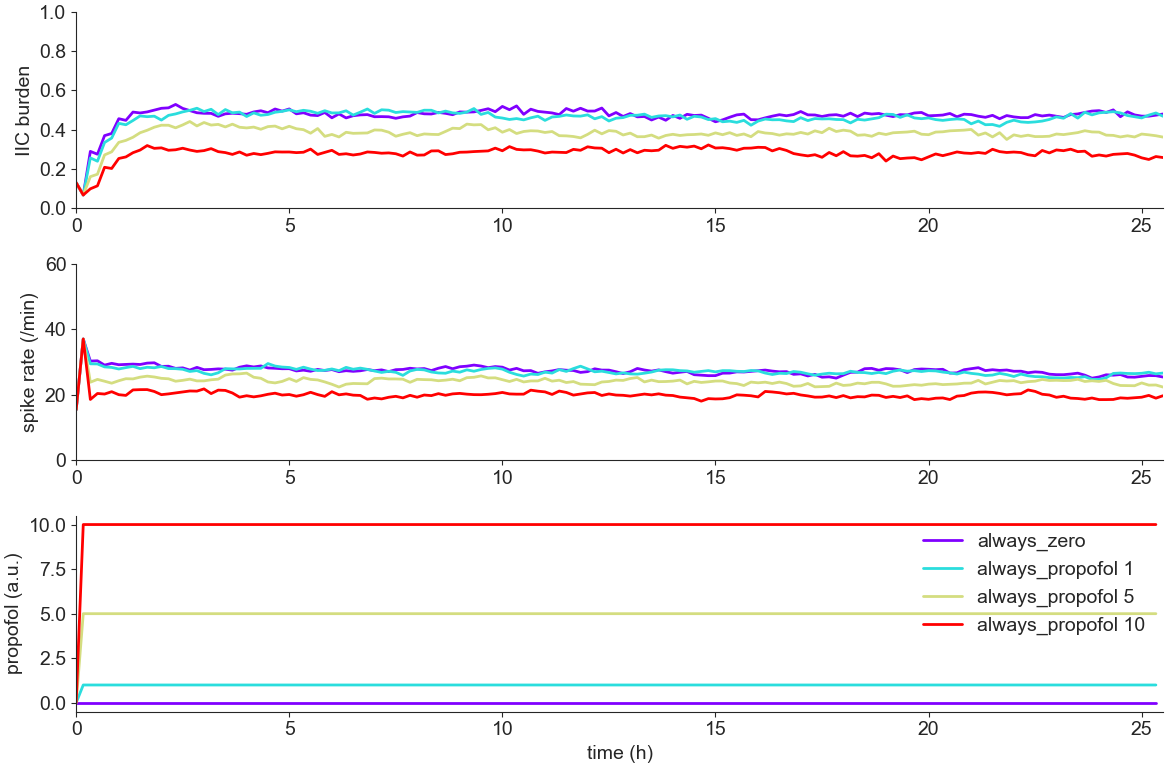 IIC burden
1.0
0.8
0.6
0.4
0.2
0.0
0 5 10 15 20 25
spike rate (/min)
60
40
20
0
0 5 10 15 20 25
propofol (a.u.)
10.0
7.5
5.0
2.5
0.0
always_zero
always_propofol 1
always_propofol 5
always_propofol 10
0 5 10 15 20 25
time (h)